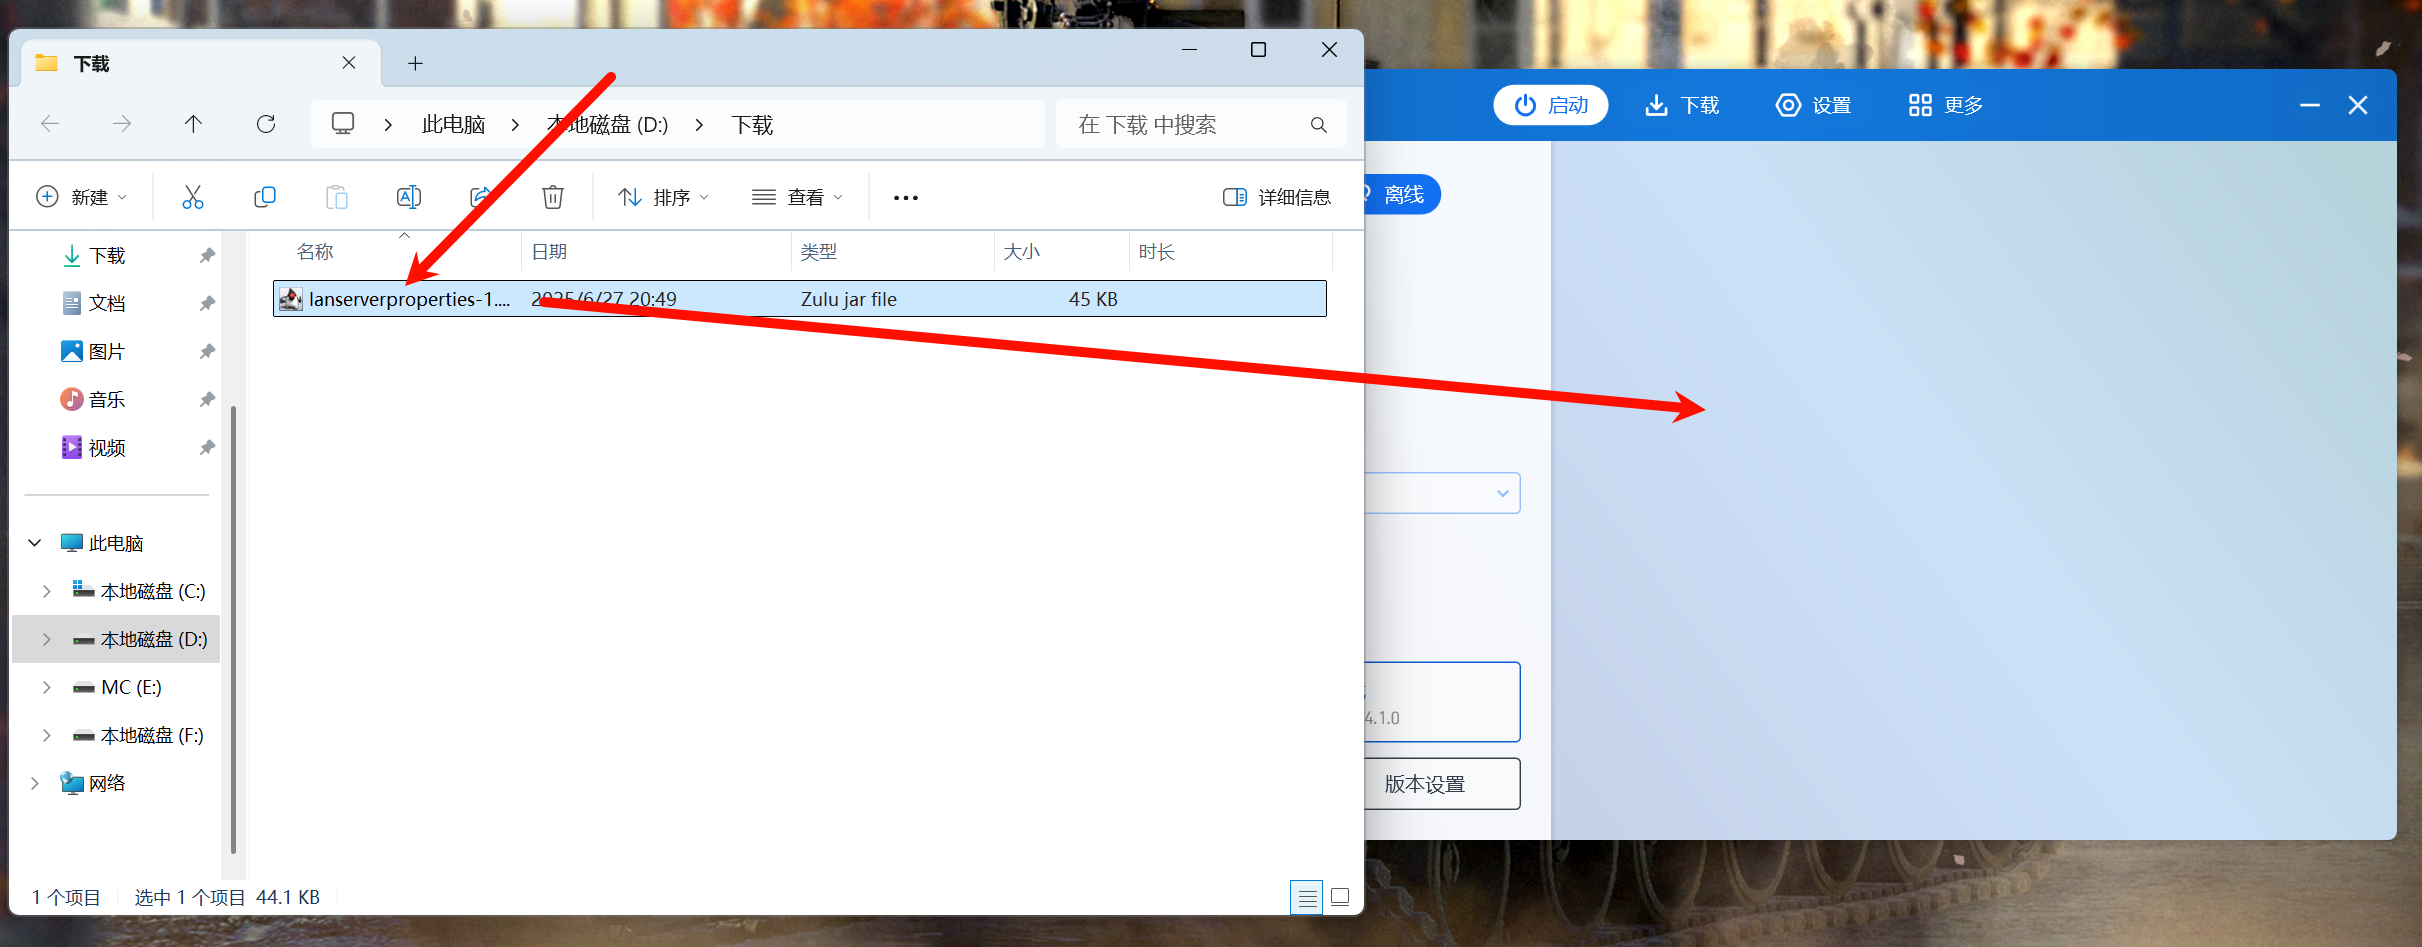 下载
此电脑 本地磁盘 (D:) 下载
在 下载 中搜索
新建
排序
查看
详细信息
名称 日期 类型 大小 时长
lanserverproperties-1.... 2025/6/27 20:49 Zulu jar file 45 KB
下载
文档
图片
音乐
视频
此电脑
本地磁盘 (C:)
本地磁盘 (D:)
MC (E:)
本地磁盘 (F:)
网络
1 个项目 选中 1 个项目 44.1 KB
启动 下载 设置 更多
离线
4.1.0
版本设置